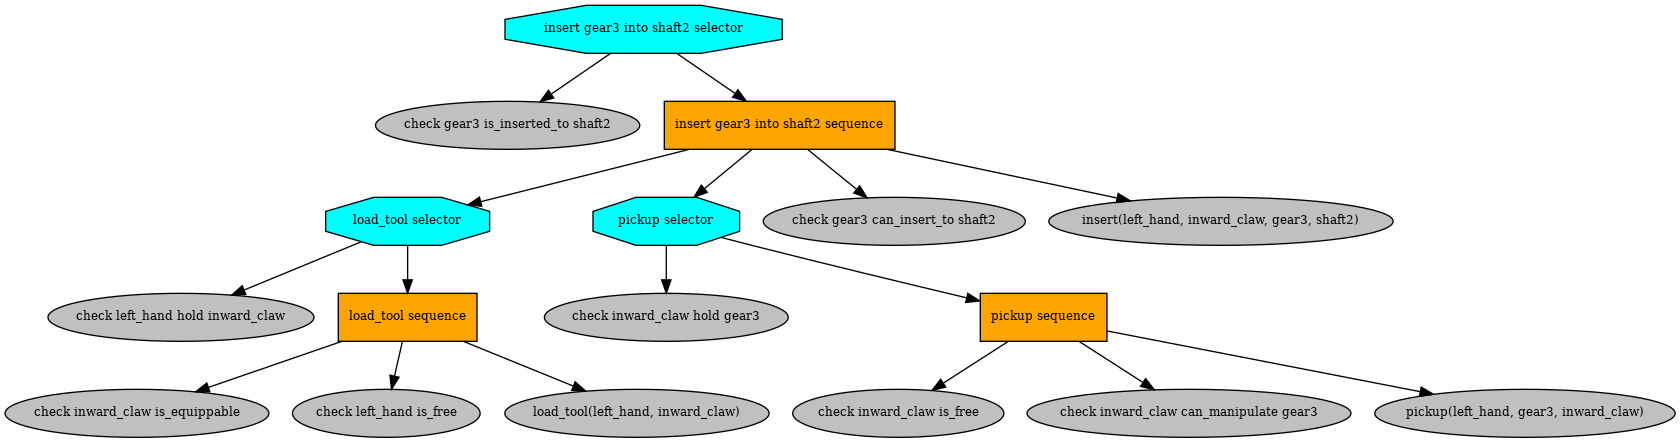 insert gear3 into shaft2 selector
check gear3 is_inserted_to shaft2
insert gear3 into shaft2 sequence
load_tool selector
pickup selector
check gear3 can_insert_to shaft2
insert(left_hand, inward_claw, gear3, shaft2)
check left_hand hold inward_claw
load_tool sequence
check inward_claw hold gear3
pickup sequence
check inward_claw is_equippable
check left_hand is_free
load_tool(left_hand, inward_claw)
check inward_claw is_free
check inward_claw can_manipulate gear3
pickup(left_hand, gear3, inward_claw)